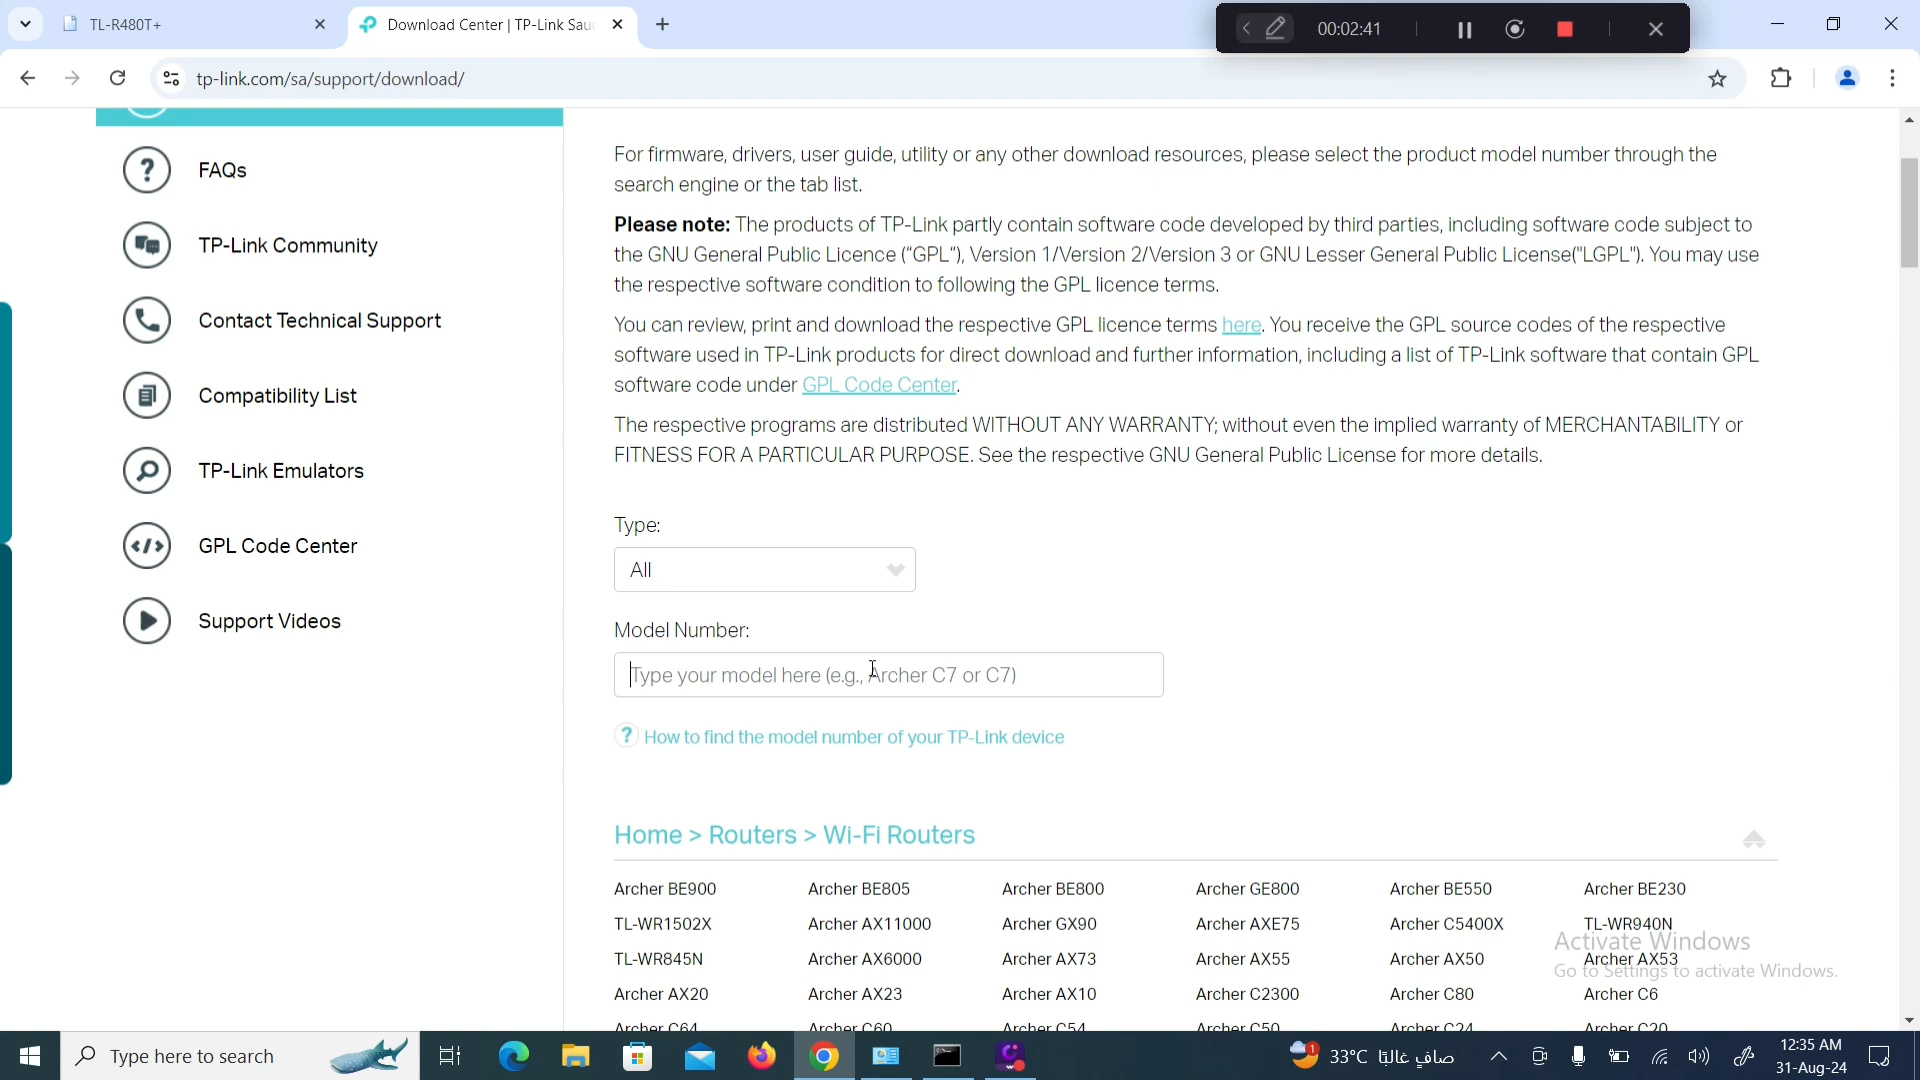 TL-R480T+
Download Center | TP-Link Sau
00:02:41
tp-link.com/sa/support/download/
FAQs
TP-Link Community
Contact Technical Support
Compatibility List
TP-Link Emulators
GPL Code Center
Support Videos
For firmware, drivers, user guide, utility or any other download resources, please select the product model number through the
search engine or the tab list.
Please note: The products of TP-Link partly contain software code developed by third parties, including software code subject to
the GNU General Public Licence (“GPL“), Version 1/Version 2/Version 3 or GNU Lesser General Public License("LGPL"). You may use
the respective software condition to following the GPL licence terms.
You can review, print and download the respective GPL licence terms here. You receive the GPL source codes of the respective
software used in TP-Link products for direct download and further information, including a list of TP-Link software that contain GPL
software code under GPL Code Center.
The respective programs are distributed WITHOUT ANY WARRANTY; without even the implied warranty of MERCHANTABILITY or
FITNESS FOR A PARTICULAR PURPOSE. See the respective GNU General Public License for more details.
Type:
All
Model Number:
Type your model here (e.g., Archer C7 or C7)
? How to find the model number of your TP-Link device
Home > Routers > Wi-Fi Routers
Archer BE900 Archer BE805 Archer BE800 Archer GE800 Archer BE550 Archer BE230
TL-WR1502X Archer AX11000 Archer GX90 Archer AXE75 Archer C5400X TL-WR940N
TL-WR845N Archer AX6000 Archer AX73 Archer AX55 Archer AX50 Archer AX53
Archer AX20 Archer AX23 Archer AX10 Archer C2300 Archer C80 Archer C6
Archer C64 Archer C60 Archer C54 Archer C50 Archer C24 Archer C20
Activate Windows
Go to Settings to activate Windows.
Type here to search
1
33°C صافٍ غالبًا
12:35 AM
31-Aug-24